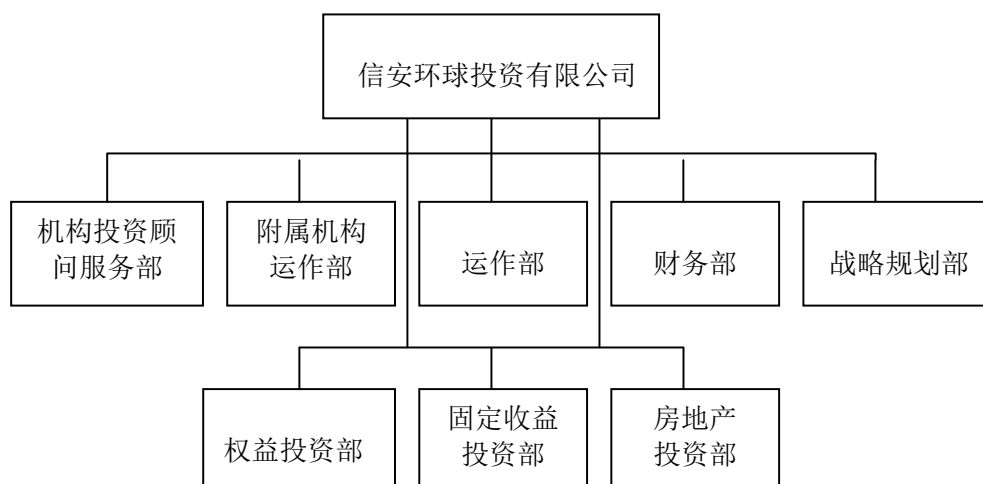 信安环球投资有限公司
机构投资顾
问服务部
附属机构
运作部
运作部
财务部
战略规划部
权益投资部
固定收益
投资部
房地产
投资部